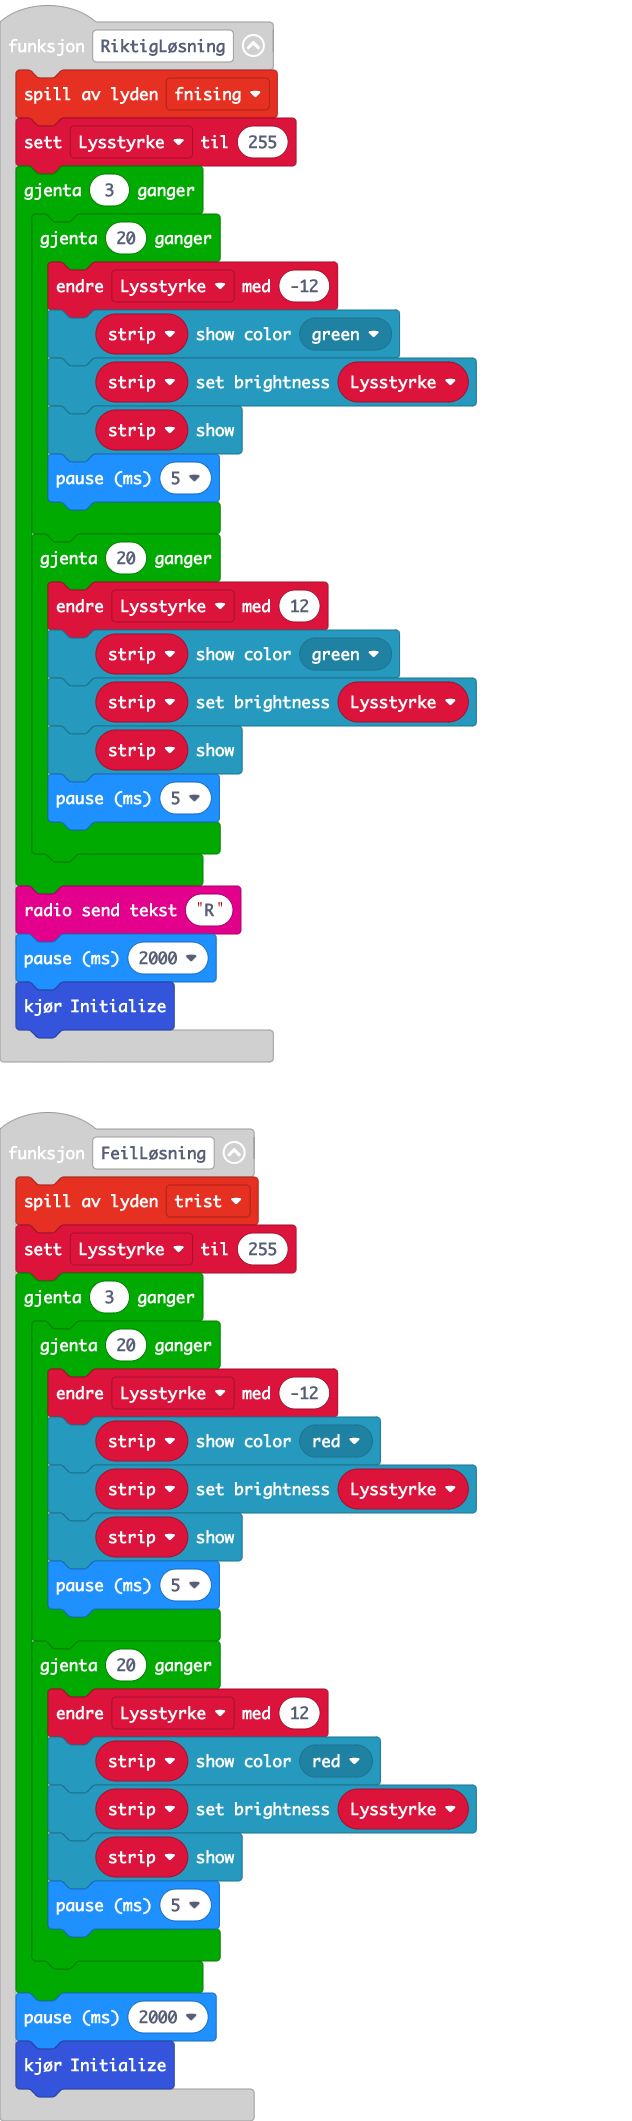 funksjon RiktigLøsning
spill av lyden fnising
sett Lysstyrke til 255
gjenta 3 ganger
gjenta 20 ganger
endre Lysstyrke med -12
strip show color green
strip set brightness Lysstyrke
strip show
pause (ms) 5
gjenta 20 ganger
endre Lysstyrke med 12
strip show color green
strip set brightness Lysstyrke
strip show
pause (ms) 5
radio send tekst "R"
pause (ms) 2000
kjør Initialize
funksjon FeilLøsning
spill av lyden trist
sett Lysstyrke til 255
gjenta 3 ganger
gjenta 20 ganger
endre Lysstyrke med -12
strip show color red
strip set brightness Lysstyrke
strip show
pause (ms) 5
gjenta 20 ganger
endre Lysstyrke med 12
strip show color red
strip set brightness Lysstyrke
strip show
pause (ms) 5
pause (ms) 2000
kjør Initialize